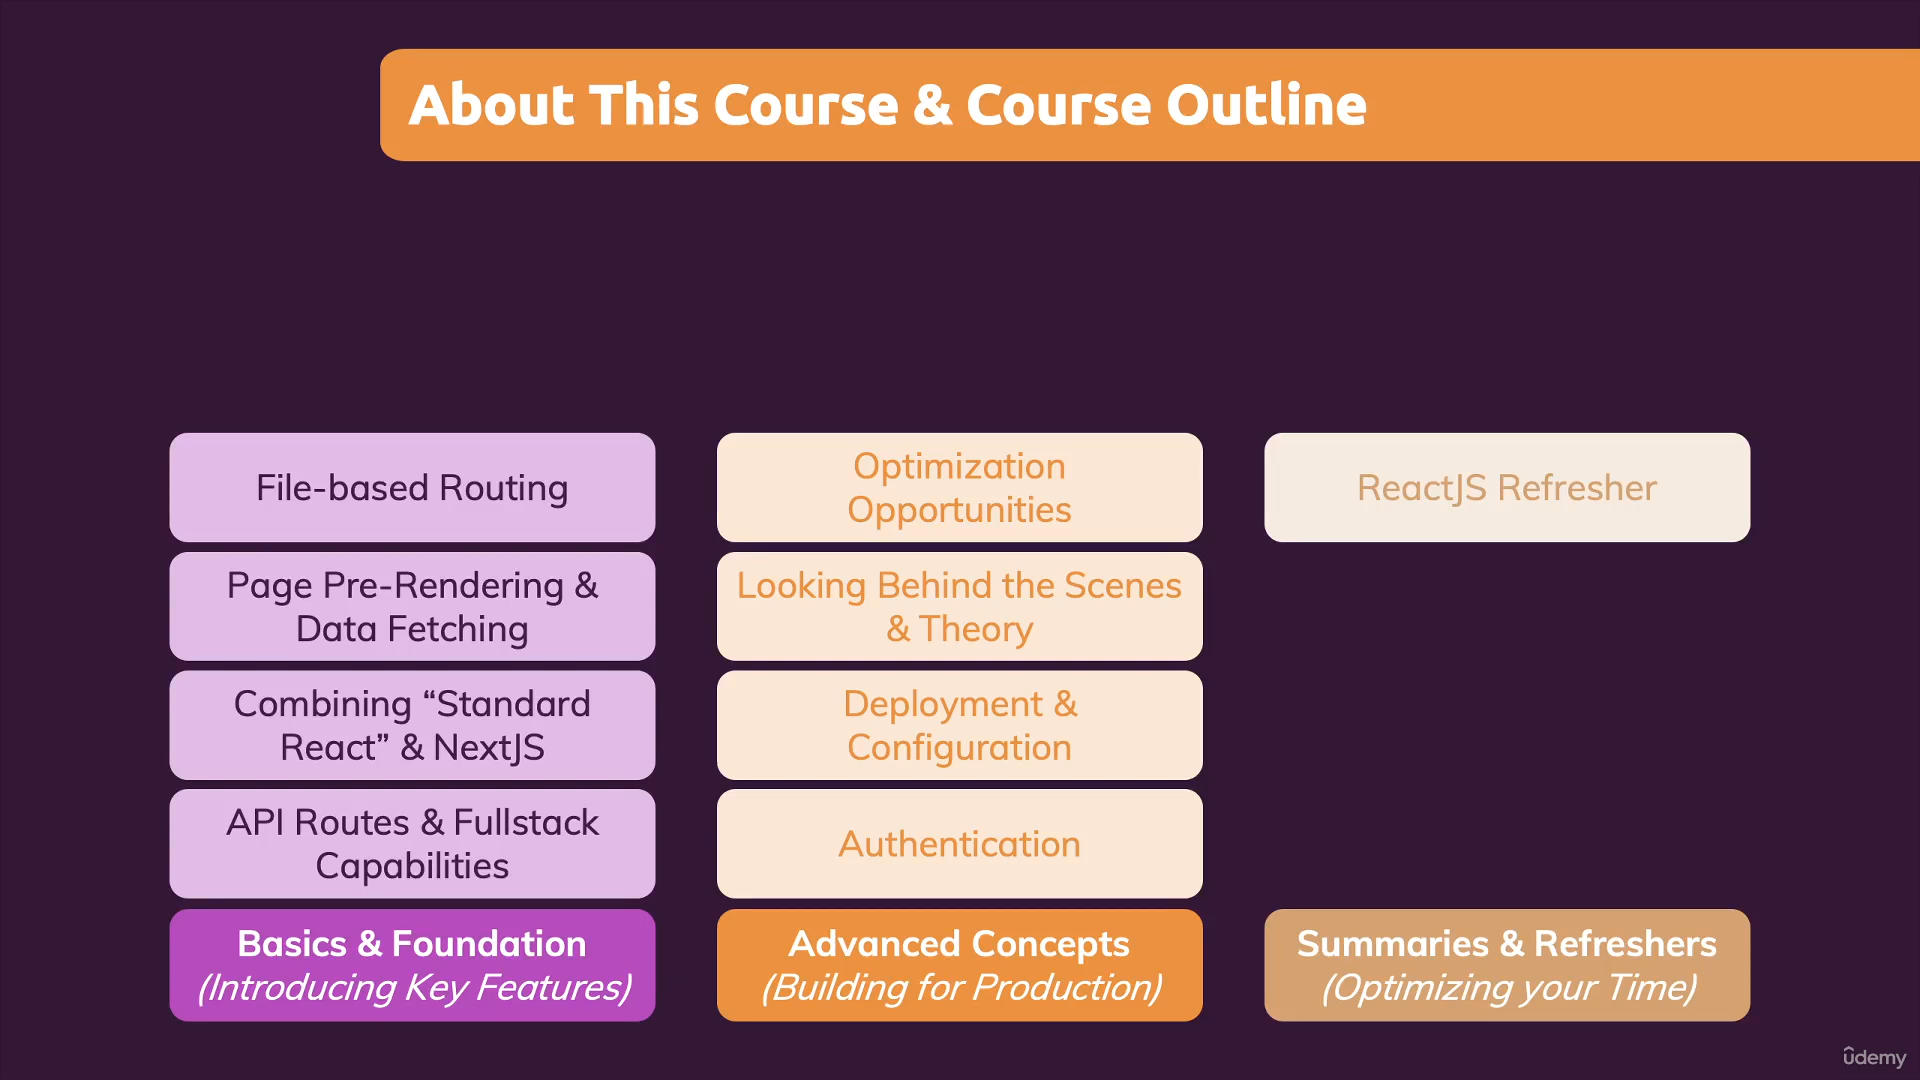 About This Course & Course Outline
File-based Routing
Page Pre-Rendering &
Data Fetching
Combining “Standard
React” & NextJS
API Routes & Fullstack
Capabilities
Basics & Foundation
(Introducing Key Features)
Optimization
Opportunities
Looking Behind the Scenes
& Theory
Deployment &
Configuration
Authentication
Advanced Concepts
(Building for Production)
ReactJS Refresher
Summaries & Refreshers
(Optimizing your Time)
ûdemy